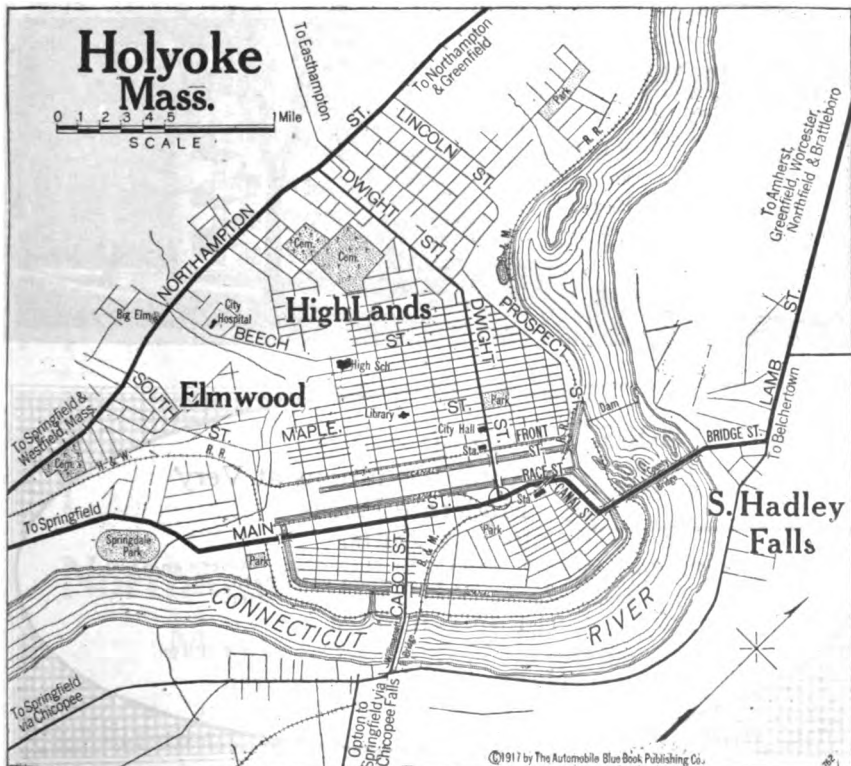 Holyoke
Mass.
0 1 2 3 4 5 1 Mile
SCALE
To Easthampton
To Northampton
& Greenfield
Park
R. R.
LINCOLN ST.
DWIGHT ST.
NORTHAMPTON ST.
To Amherst,
Greenfield, Worcester,
Northfield & Brattleboro
Cem.
Cem.
B. & M.
HighLands
City
Hospital
Big Elm
BEECH ST.
DWIGHT ST.
PROSPECT S
High Sch
LAMB ST.
To Belchertown
SOUTH ST.
Elmwood
Library
Park
City Hall
Sta.
MAPLE. ST.
FRONT ST.
Dam
To Springfield &
Westfield, Mass.
Cem.
R. R.
RACE ST.
BRIDGE ST.
County
Bridge
Sta.
CANAL ST.
S. Hadley
Falls
To Springfield
MAIN ST.
Springdale
Park
Park
Park
CABOT ST.
B. & M.
CONNECTICUT RIVER
Bridge
To Springfield
via Chicopee
Option to
Springfield via
Chicopee Falls
©1917 by The Automobile Blue Book Publishing Co.